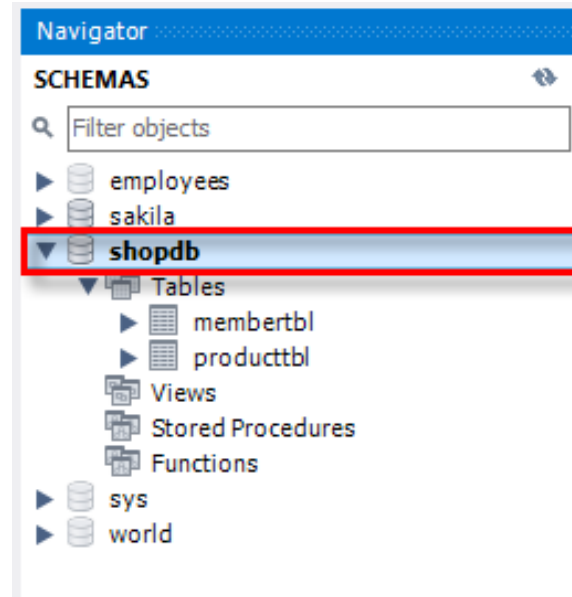 Navigator
SCHEMAS
Filter objects
employees
sakila
shopdb
Tables
membertbl
producttbl
Views
Stored Procedures
Functions
sys
world